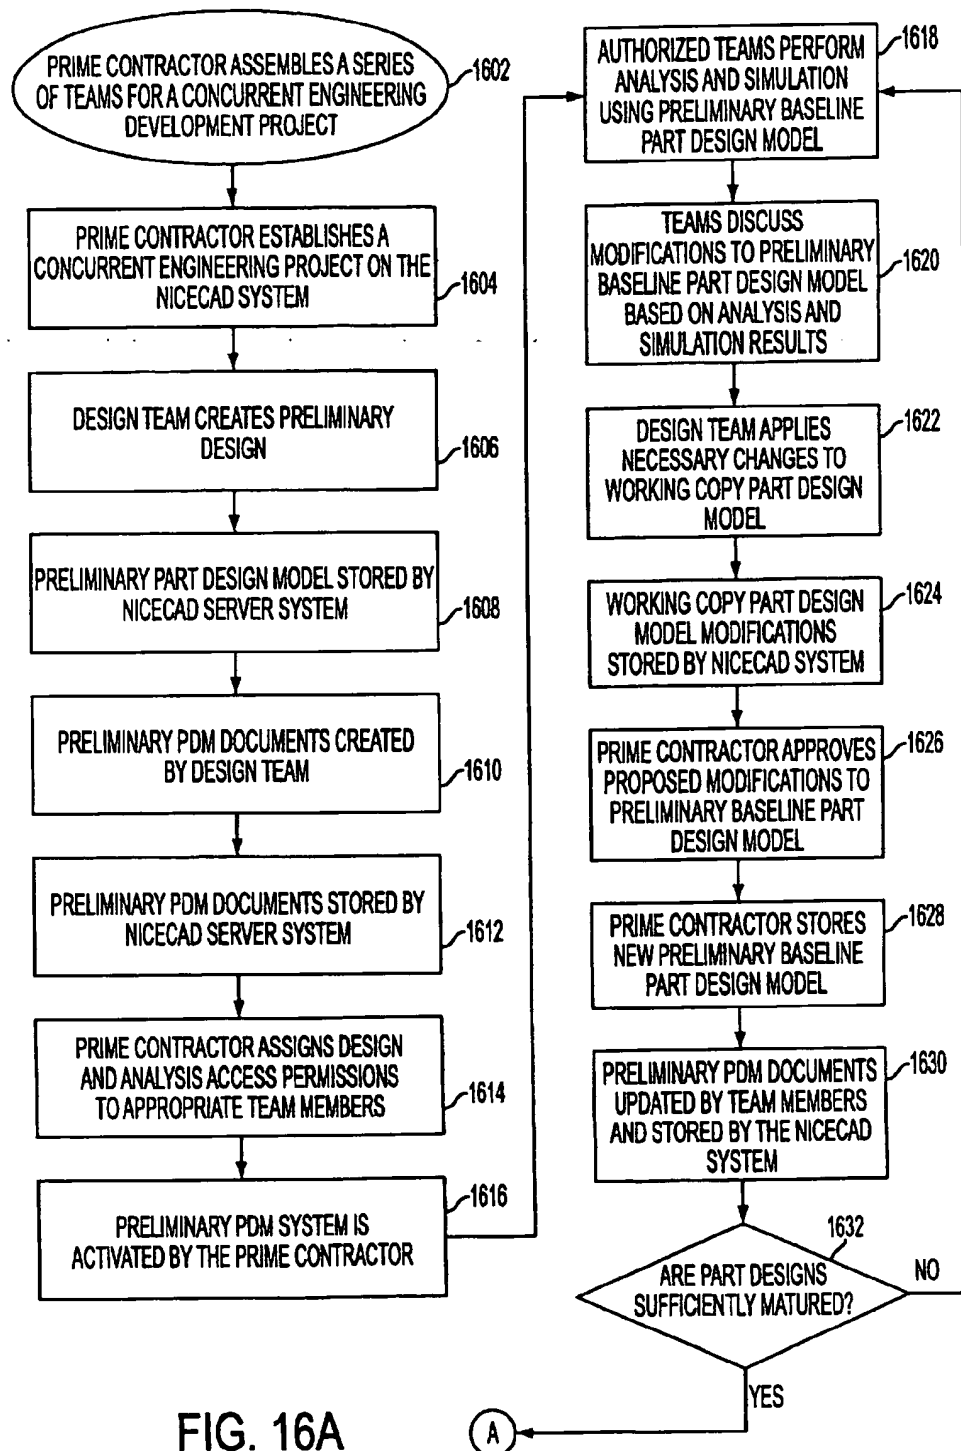 PRIME CONTRACTOR ASSEMBLES A SERIES
OF TEAMS FOR A CONCURRENT ENGINEERING
DEVELOPMENT PROJECT
1602
PRIME CONTRACTOR ESTABLISHES A
CONCURRENT ENGINEERING PROJECT ON THE
NICECAD SYSTEM
1604
DESIGN TEAM CREATES PRELIMINARY
DESIGN
1606
PRELIMINARY PART DESIGN MODEL STORED BY
NICECAD SERVER SYSTEM
1608
PRELIMINARY PDM DOCUMENTS CREATED
BY DESIGN TEAM
1610
PRELIMINARY PDM DOCUMENTS STORED BY
NICECAD SERVER SYSTEM
1612
PRIME CONTRACTOR ASSIGNS DESIGN
AND ANALYSIS ACCESS PERMISSIONS
TO APPROPRIATE TEAM MEMBERS
1614
PRELIMINARY PDM SYSTEM IS
ACTIVATED BY THE PRIME CONTRACTOR
1616
AUTHORIZED TEAMS PERFORM
ANALYSIS AND SIMULATION
USING PRELIMINARY BASELINE
PART DESIGN MODEL
1618
TEAMS DISCUSS
MODIFICATIONS TO PRELIMINARY
BASELINE PART DESIGN MODEL
BASED ON ANALYSIS AND
SIMULATION RESULTS
1620
DESIGN TEAM APPLIES
NECESSARY CHANGES TO
WORKING COPY PART DESIGN
MODEL
1622
WORKING COPY PART DESIGN
MODEL MODIFICATIONS
STORED BY NICECAD SYSTEM
1624
PRIME CONTRACTOR APPROVES
PROPOSED MODIFICATIONS TO
PRELIMINARY BASELINE PART
DESIGN MODEL
1626
PRIME CONTRACTOR STORES
NEW PRELIMINARY BASELINE
PART DESIGN MODEL
1628
PRELIMINARY PDM DOCUMENTS
UPDATED BY TEAM MEMBERS
AND STORED BY THE NICECAD
SYSTEM
1630
ARE PART DESIGNS
SUFFICIENTLY MATURED?
1632
NO
YES
A
FIG. 16A